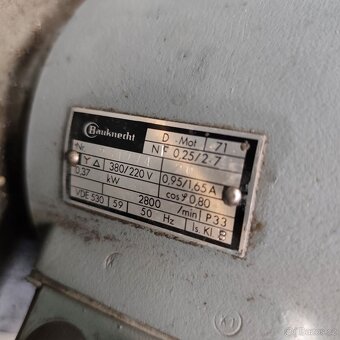 Bauknecht
D -Mot 71
Nr. NF 0,25/2-7
Y △ 380/220 V 0,95/1,65 A
0,37 kW cos φ 0,80
2800 /min P33
VDE 530 59 50 Hz Is. Kl. B